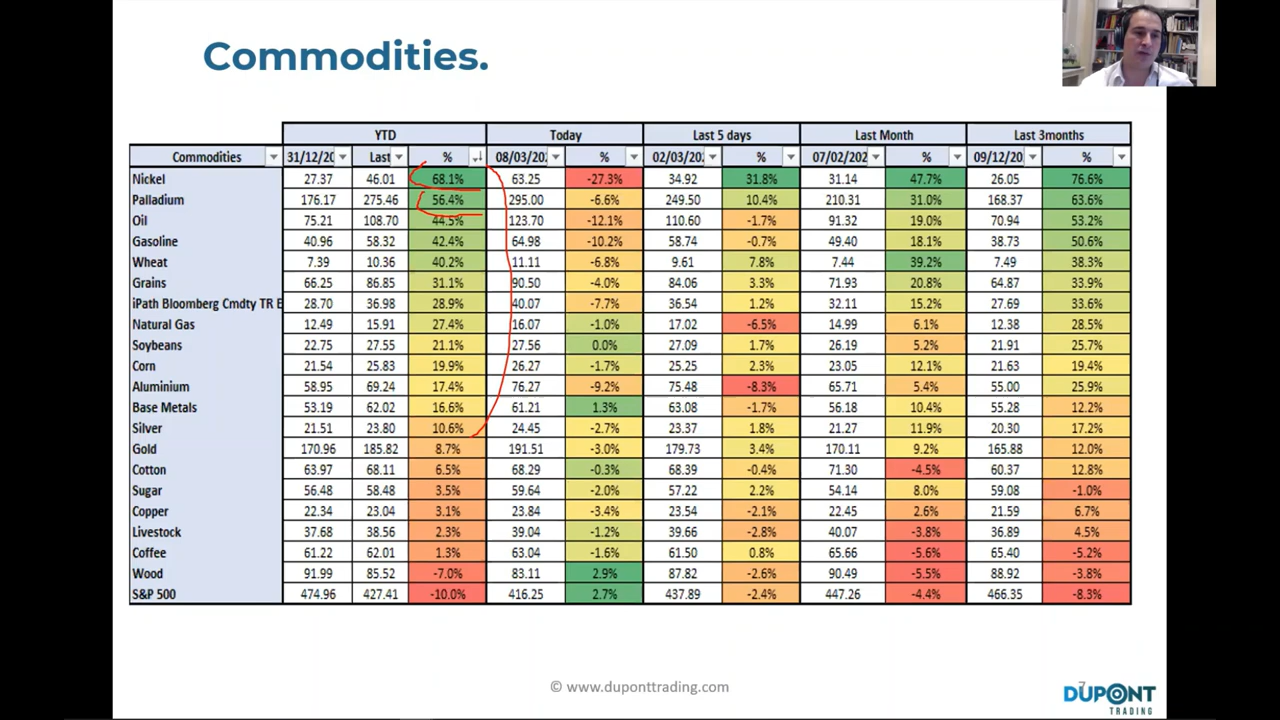 Commodities.
YTD Today Last 5 days Last Month Last 3months
Commodities 31/12/20 Last % 08/03/202 % 02/03/202 % 07/02/202 % 09/12/20 %
Nickel 27.37 46.01 68.1% 63.25 -27.3% 34.92 31.8% 31.14 47.7% 26.05 76.6%
Palladium 176.17 275.46 56.4% 295.00 -6.6% 249.50 10.4% 210.31 31.0% 168.37 63.6%
Oil 75.21 108.70 44.5% 123.70 -12.1% 110.60 -1.7% 91.32 19.0% 70.94 53.2%
Gasoline 40.96 58.32 42.4% 64.98 -10.2% 58.74 -0.7% 49.40 18.1% 38.73 50.6%
Wheat 7.39 10.36 40.2% 11.11 -6.8% 9.61 7.8% 7.44 39.2% 7.49 38.3%
Grains 66.25 86.85 31.1% 90.50 -4.0% 84.06 3.3% 71.93 20.8% 64.87 33.9%
iPath Bloomberg Cmdty TR E 28.70 36.98 28.9% 40.07 -7.7% 36.54 1.2% 32.11 15.2% 27.69 33.6%
Natural Gas 12.49 15.91 27.4% 16.07 -1.0% 17.02 -6.5% 14.99 6.1% 12.38 28.5%
Soybeans 22.75 27.55 21.1% 27.56 0.0% 27.09 1.7% 26.19 5.2% 21.91 25.7%
Corn 21.54 25.83 19.9% 26.27 -1.7% 25.25 2.3% 23.05 12.1% 21.63 19.4%
Aluminium 58.95 69.24 17.4% 76.27 -9.2% 75.48 -8.3% 65.71 5.4% 55.00 25.9%
Base Metals 53.19 62.02 16.6% 61.21 1.3% 63.08 -1.7% 56.18 10.4% 55.28 12.2%
Silver 21.51 23.80 10.6% 24.45 -2.7% 23.37 1.8% 21.27 11.9% 20.30 17.2%
Gold 170.96 185.82 8.7% 191.51 -3.0% 179.73 3.4% 170.11 9.2% 165.88 12.0%
Cotton 63.97 68.11 6.5% 68.29 -0.3% 68.39 -0.4% 71.30 -4.5% 60.37 12.8%
Sugar 56.48 58.48 3.5% 59.64 -2.0% 57.22 2.2% 54.14 8.0% 59.08 -1.0%
Copper 22.34 23.04 3.1% 23.84 -3.4% 23.54 -2.1% 22.45 2.6% 21.59 6.7%
Livestock 37.68 38.56 2.3% 39.04 -1.2% 39.66 -2.8% 40.07 -3.8% 36.89 4.5%
Coffee 61.22 62.01 1.3% 63.04 -1.6% 61.50 0.8% 65.66 -5.6% 65.40 -5.2%
Wood 91.99 85.52 -7.0% 83.11 2.9% 87.82 -2.6% 90.49 -5.5% 88.92 -3.8%
S&P 500 474.96 427.41 -10.0% 416.25 2.7% 437.89 -2.4% 447.26 -4.4% 466.35 -8.3%
© www.duponttrading.com
7
DUPONT
TRADING